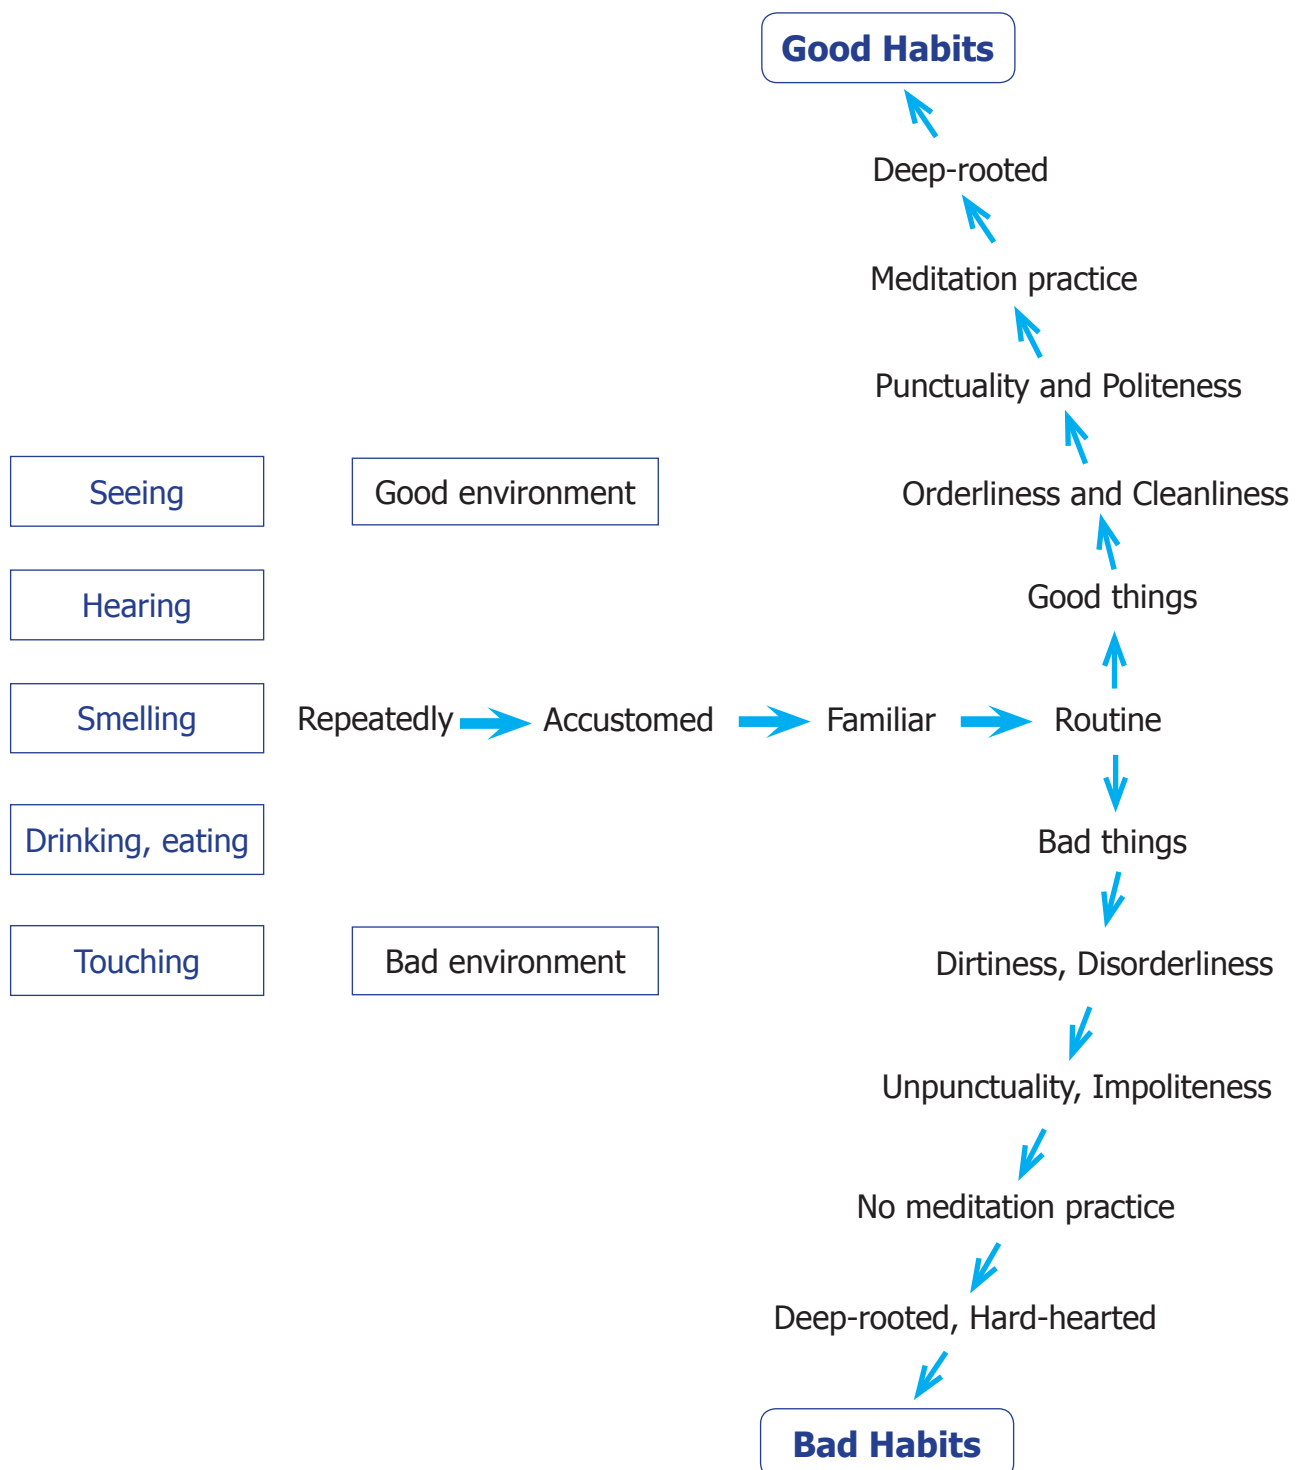 Good Habits
Deep-rooted
Meditation practice
Punctuality and Politeness
Seeing
Good environment
Orderliness and Cleanliness
Hearing
Good things
Smelling
Repeatedly
Accustomed
Familiar
Routine
Drinking, eating
Bad things
Touching
Bad environment
Dirtiness, Disorderliness
Unpunctuality, Impoliteness
No meditation practice
Deep-rooted, Hard-hearted
Bad Habits